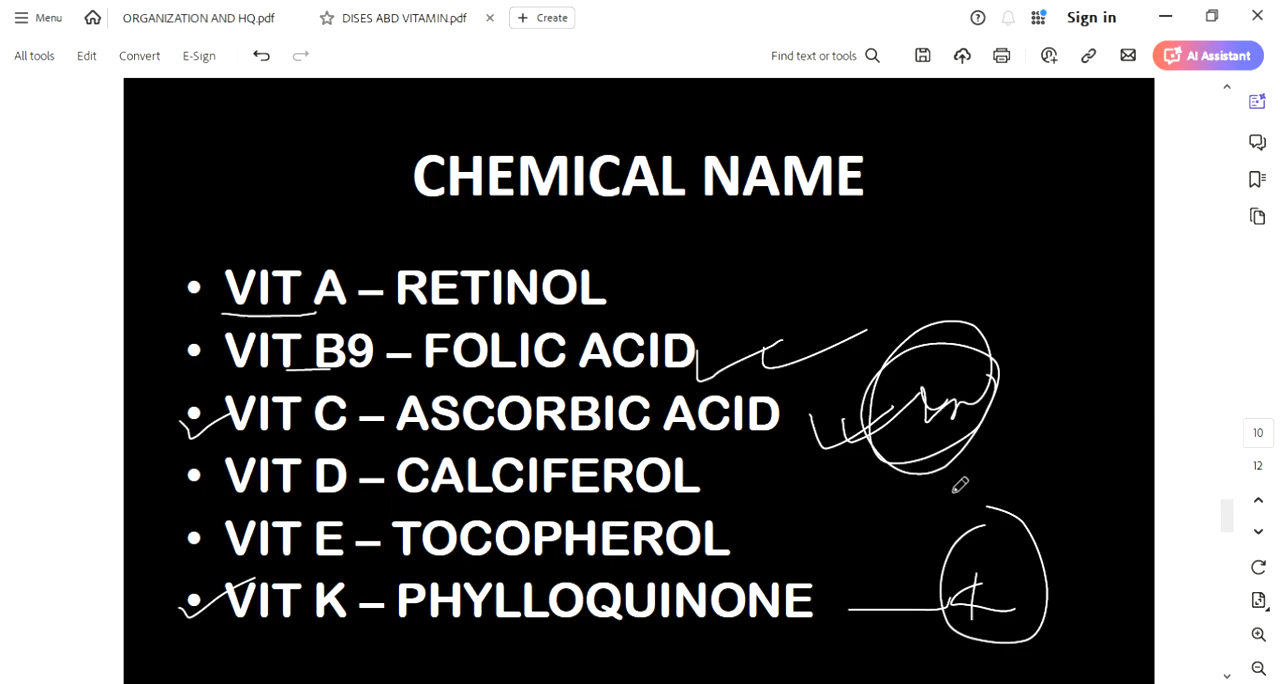 Menu ORGANIZATION AND HQ.pdf DISES ABD VITAMIN.pdf Create Sign in
All tools Edit Convert E-Sign Find text or tools AI Assistant
CHEMICAL NAME
• VIT A – RETINOL
• VIT B9 – FOLIC ACID
• VIT C – ASCORBIC ACID
• VIT D – CALCIFEROL
• VIT E – TOCOPHEROL
• VIT K – PHYLLOQUINONE
10
12